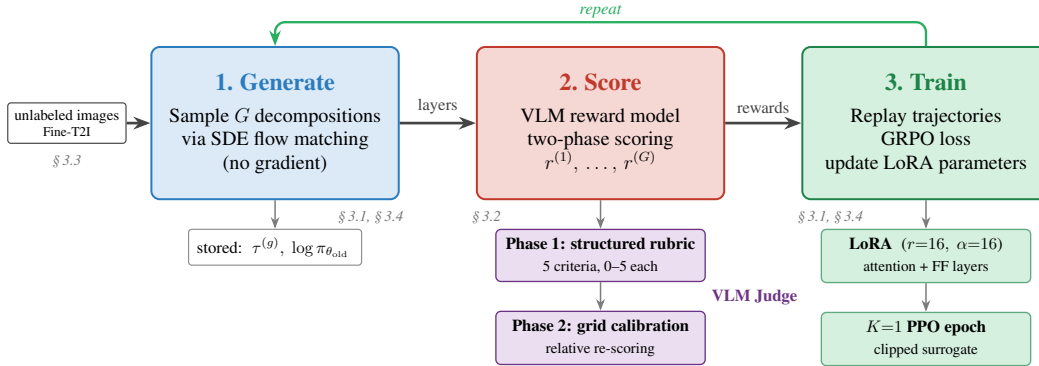 repeat
1. Generate
Sample G decompositions
via SDE flow matching
(no gradient)
2. Score
VLM reward model
two-phase scoring
r^(1), … , r^(G)
3. Train
Replay trajectories
GRPO loss
update LoRA parameters
unlabeled images
Fine-T2I
§ 3.3
layers
rewards
§ 3.1, § 3.4
§ 3.2
§ 3.1, § 3.4
stored: τ^(g), log π_θ_old
Phase 1: structured rubric
5 criteria, 0–5 each
VLM Judge
Phase 2: grid calibration
relative re-scoring
LoRA (r=16, α=16)
attention + FF layers
K=1 PPO epoch
clipped surrogate